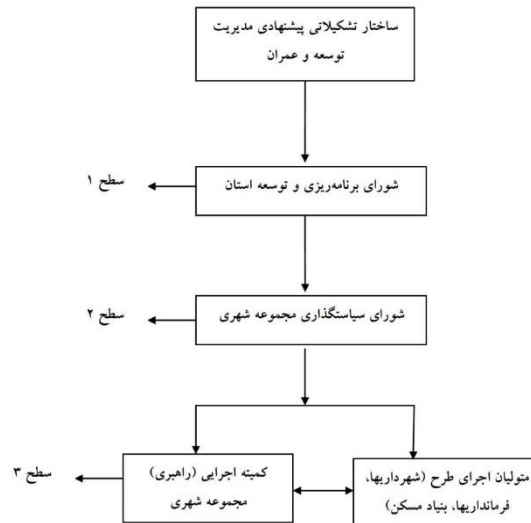 ساختار تشکیلاتی پیشنهادی مدیریت
توسعه و عمران
شورای برنامه‌ریزی و توسعه استان
سطح ۱
شورای سیاستگذاری مجموعه شهری
سطح ۲
متولیان اجرای طرح (شهرداریها،
فرمانداریها، بنیاد مسکن)
کمیته اجرایی (راهبری)
مجموعه شهری
سطح ۳